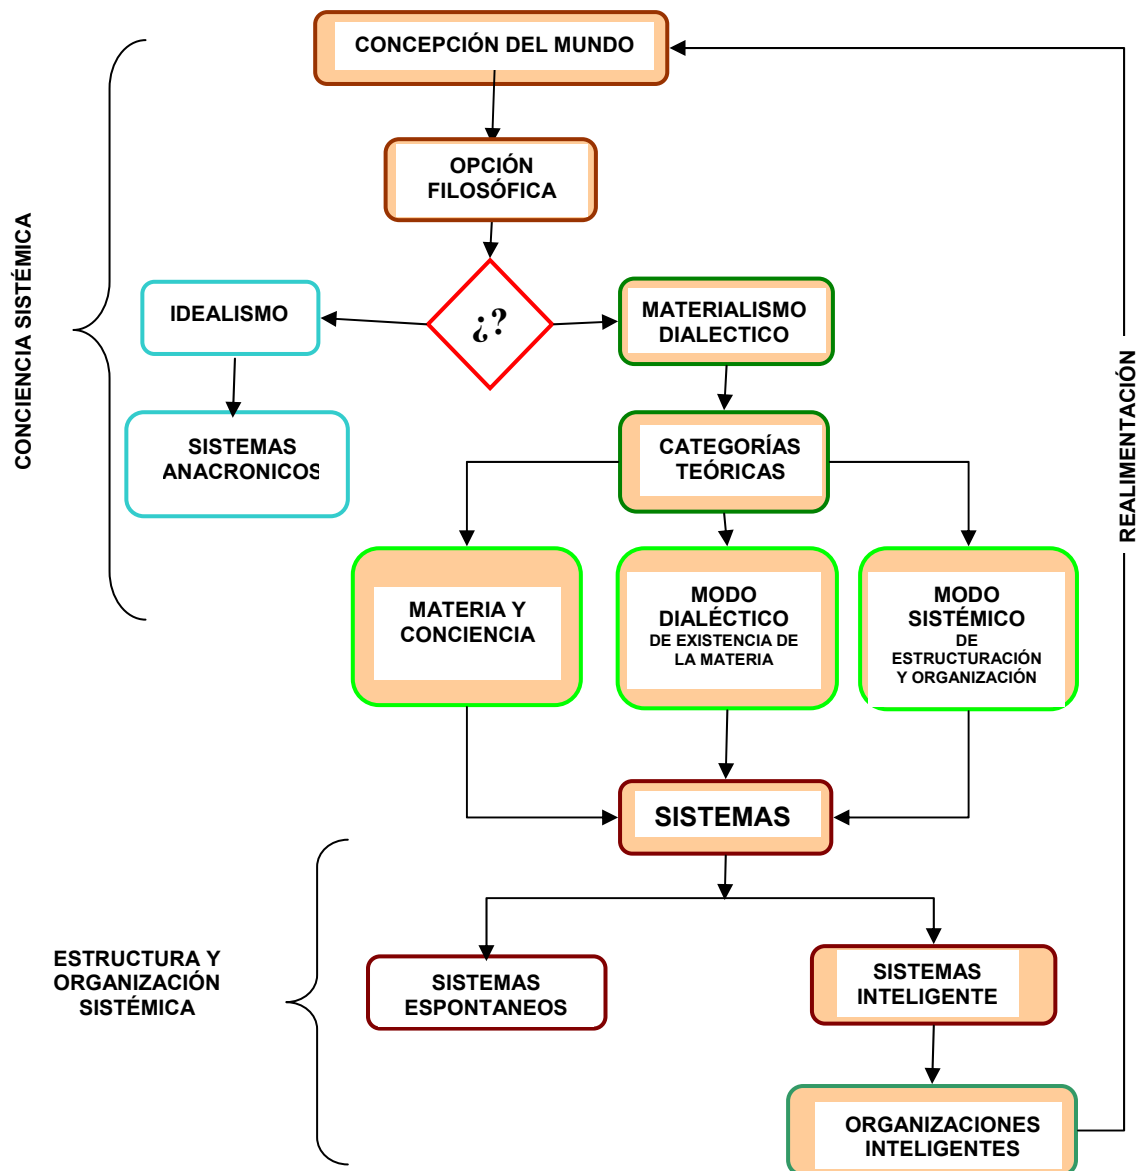 CONCEPCIÓN DEL MUNDO
OPCIÓN
FILOSÓFICA
¿?
IDEALISMO
MATERIALISMO
DIALECTICO
SISTEMAS
ANACRONICOS
CATEGORÍAS
TEÓRICAS
CONCIENCIA SISTÉMICA
REALIMENTACIÓN
MATERIA Y
CONCIENCIA
MODO
DIALÉCTICO
DE EXISTENCIA DE
LA MATERIA
MODO
SISTÉMICO
DE
ESTRUCTURACIÓN
Y ORGANIZACIÓN
SISTEMAS
ESTRUCTURA Y
ORGANIZACIÓN
SISTÉMICA
SISTEMAS
ESPONTANEOS
SISTEMAS
INTELIGENTE
ORGANIZACIONES
INTELIGENTES